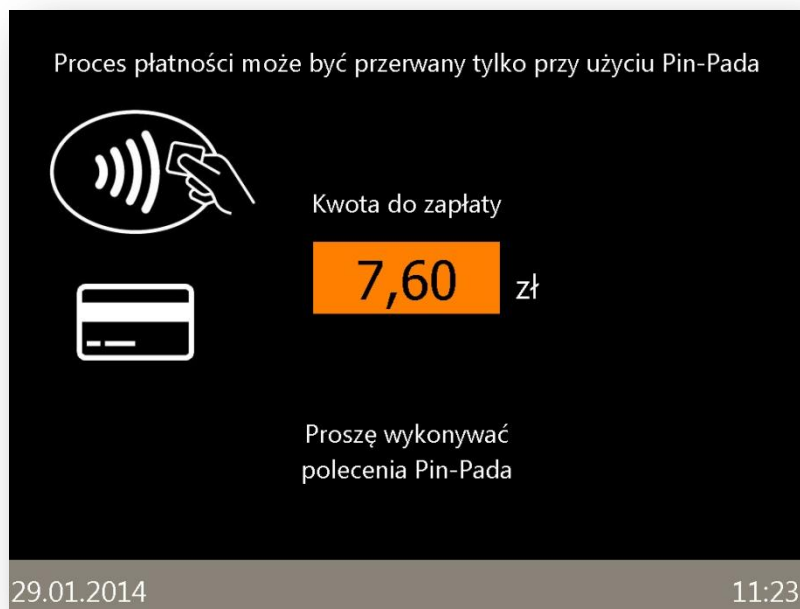 Proces płatności może być przerwany tylko przy użyciu Pin-Pada
Kwota do zapłaty
7,60 zł
Proszę wykonywać
polecenia Pin-Pada
29.01.2014 11:23